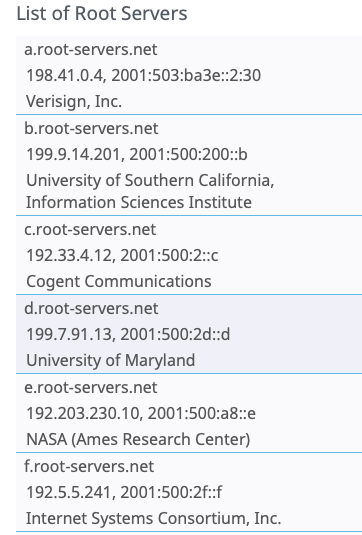 List of Root Servers
a.root-servers.net
198.41.0.4, 2001:503:ba3e::2:30
Verisign, Inc.
b.root-servers.net
199.9.14.201, 2001:500:200::b
University of Southern California,
Information Sciences Institute
c.root-servers.net
192.33.4.12, 2001:500:2::c
Cogent Communications
d.root-servers.net
199.7.91.13, 2001:500:2d::d
University of Maryland
e.root-servers.net
192.203.230.10, 2001:500:a8::e
NASA (Ames Research Center)
f.root-servers.net
192.5.5.241, 2001:500:2f::f
Internet Systems Consortium, Inc.